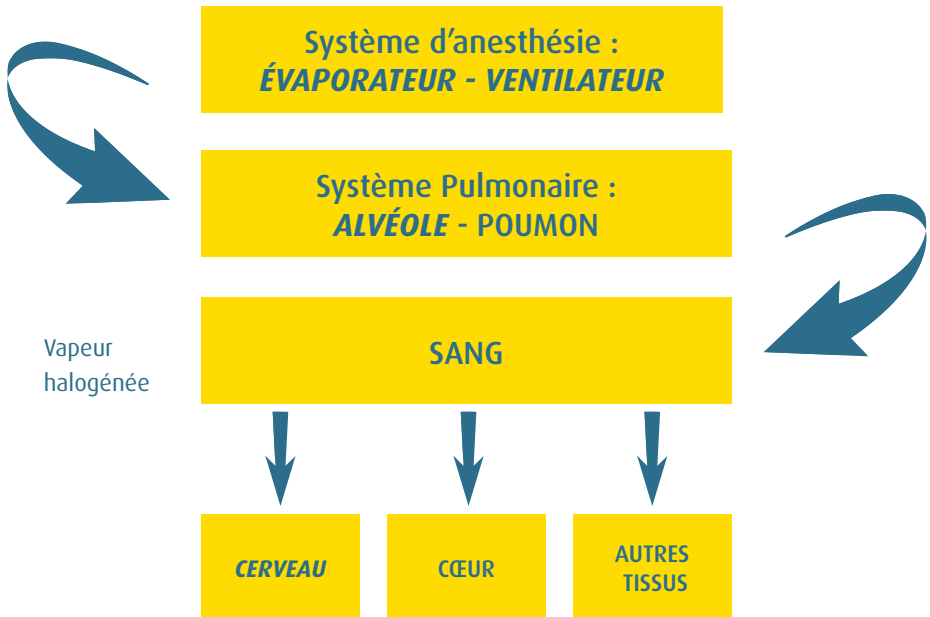 Système d'anesthésie :
ÉVAPORATEUR - VENTILATEUR
Système Pulmonaire :
ALVÉOLE - POUMON
SANG
Vapeur
halogénée
CERVEAU
CŒUR
AUTRES
TISSUS